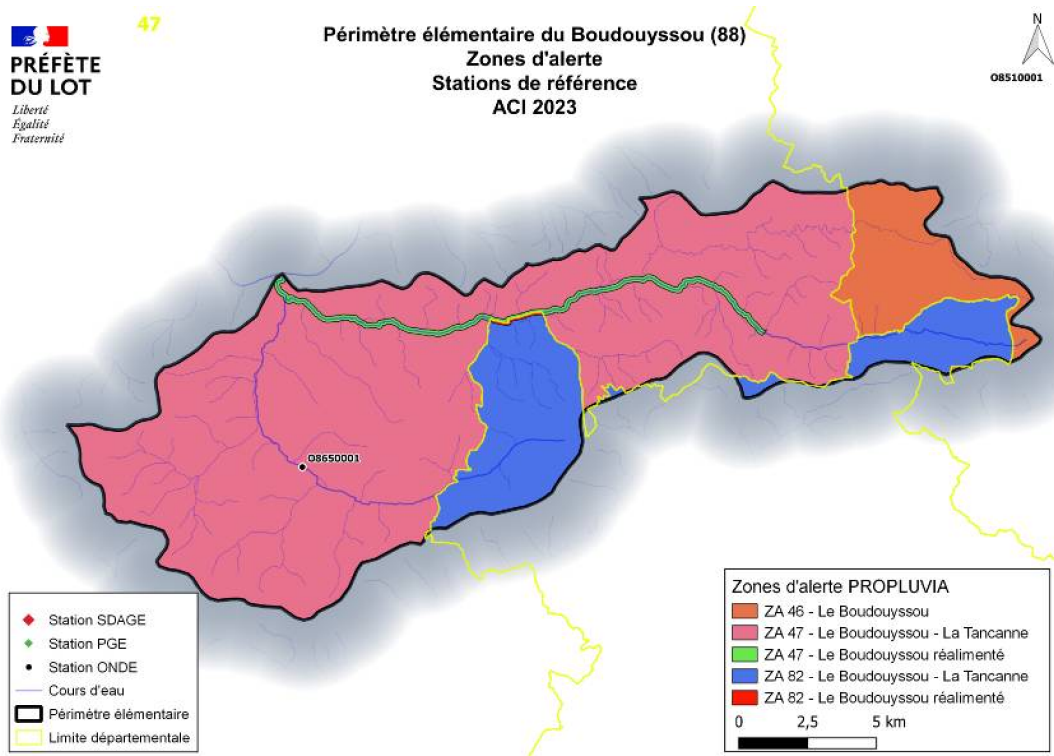 47
PRÉFÈTE
DU LOT
Liberté
Égalité
Fraternité
Périmètre élémentaire du Boudouyssou (88)
Zones d'alerte
Stations de référence
ACI 2023
N
O8510001
O8650001
Station SDAGE
Station PGE
Station ONDE
Cours d'eau
Périmètre élémentaire
Limite départementale
Zones d'alerte PROPLUVIA
ZA 46 - Le Boudouyssou
ZA 47 - Le Boudouyssou - La Tancanne
ZA 47 - Le Boudouyssou réalimenté
ZA 82 - Le Boudouyssou - La Tancanne
ZA 82 - Le Boudouyssou réalimenté
0 2,5 5 km